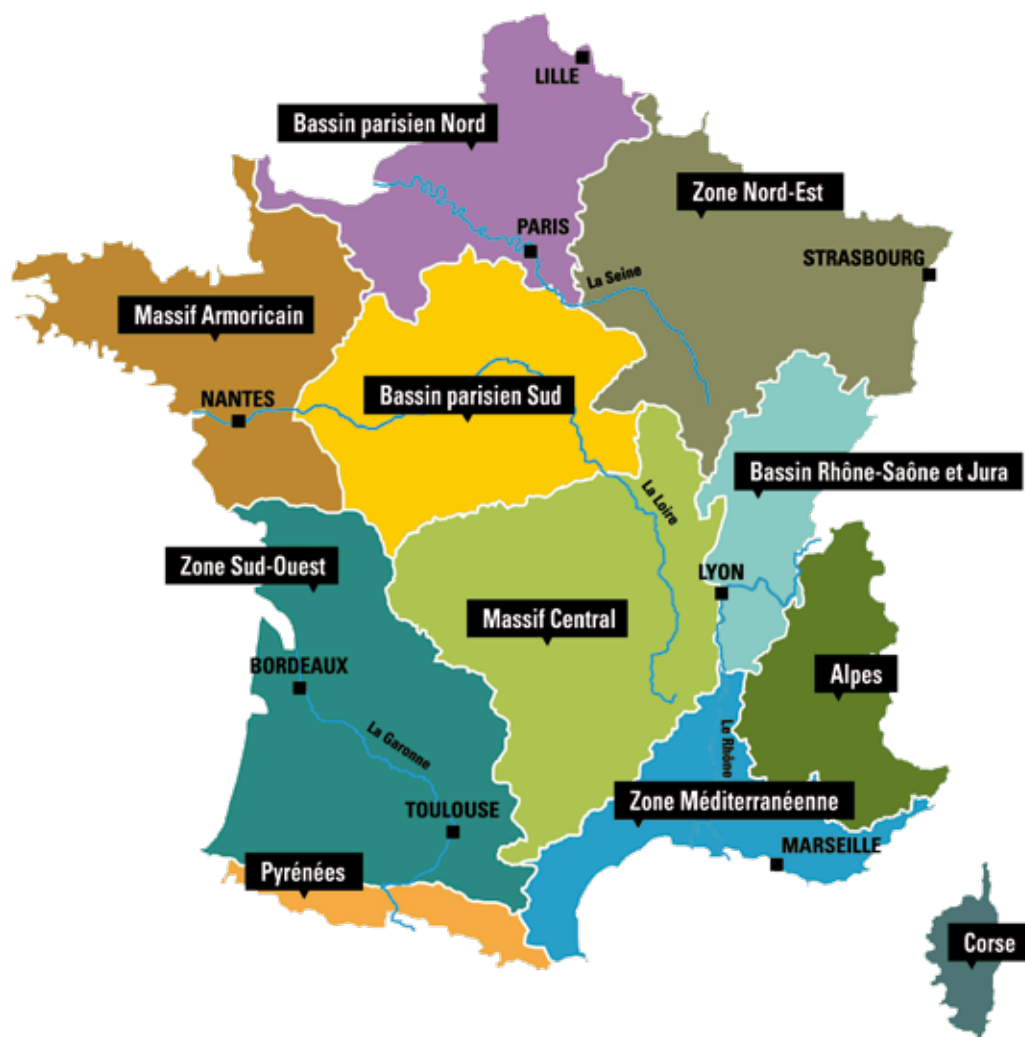 LILLE
Bassin parisien Nord
Zone Nord-Est
PARIS
STRASBOURG
La Seine
Massif Armoricain
Bassin parisien Sud
NANTES
Bassin Rhône-Saône et Jura
La Loire
Zone Sud-Ouest
LYON
Massif Central
BORDEAUX
Alpes
La Garonne
Le Rhône
Zone Méditerranéenne
TOULOUSE
MARSEILLE
Pyrénées
Corse